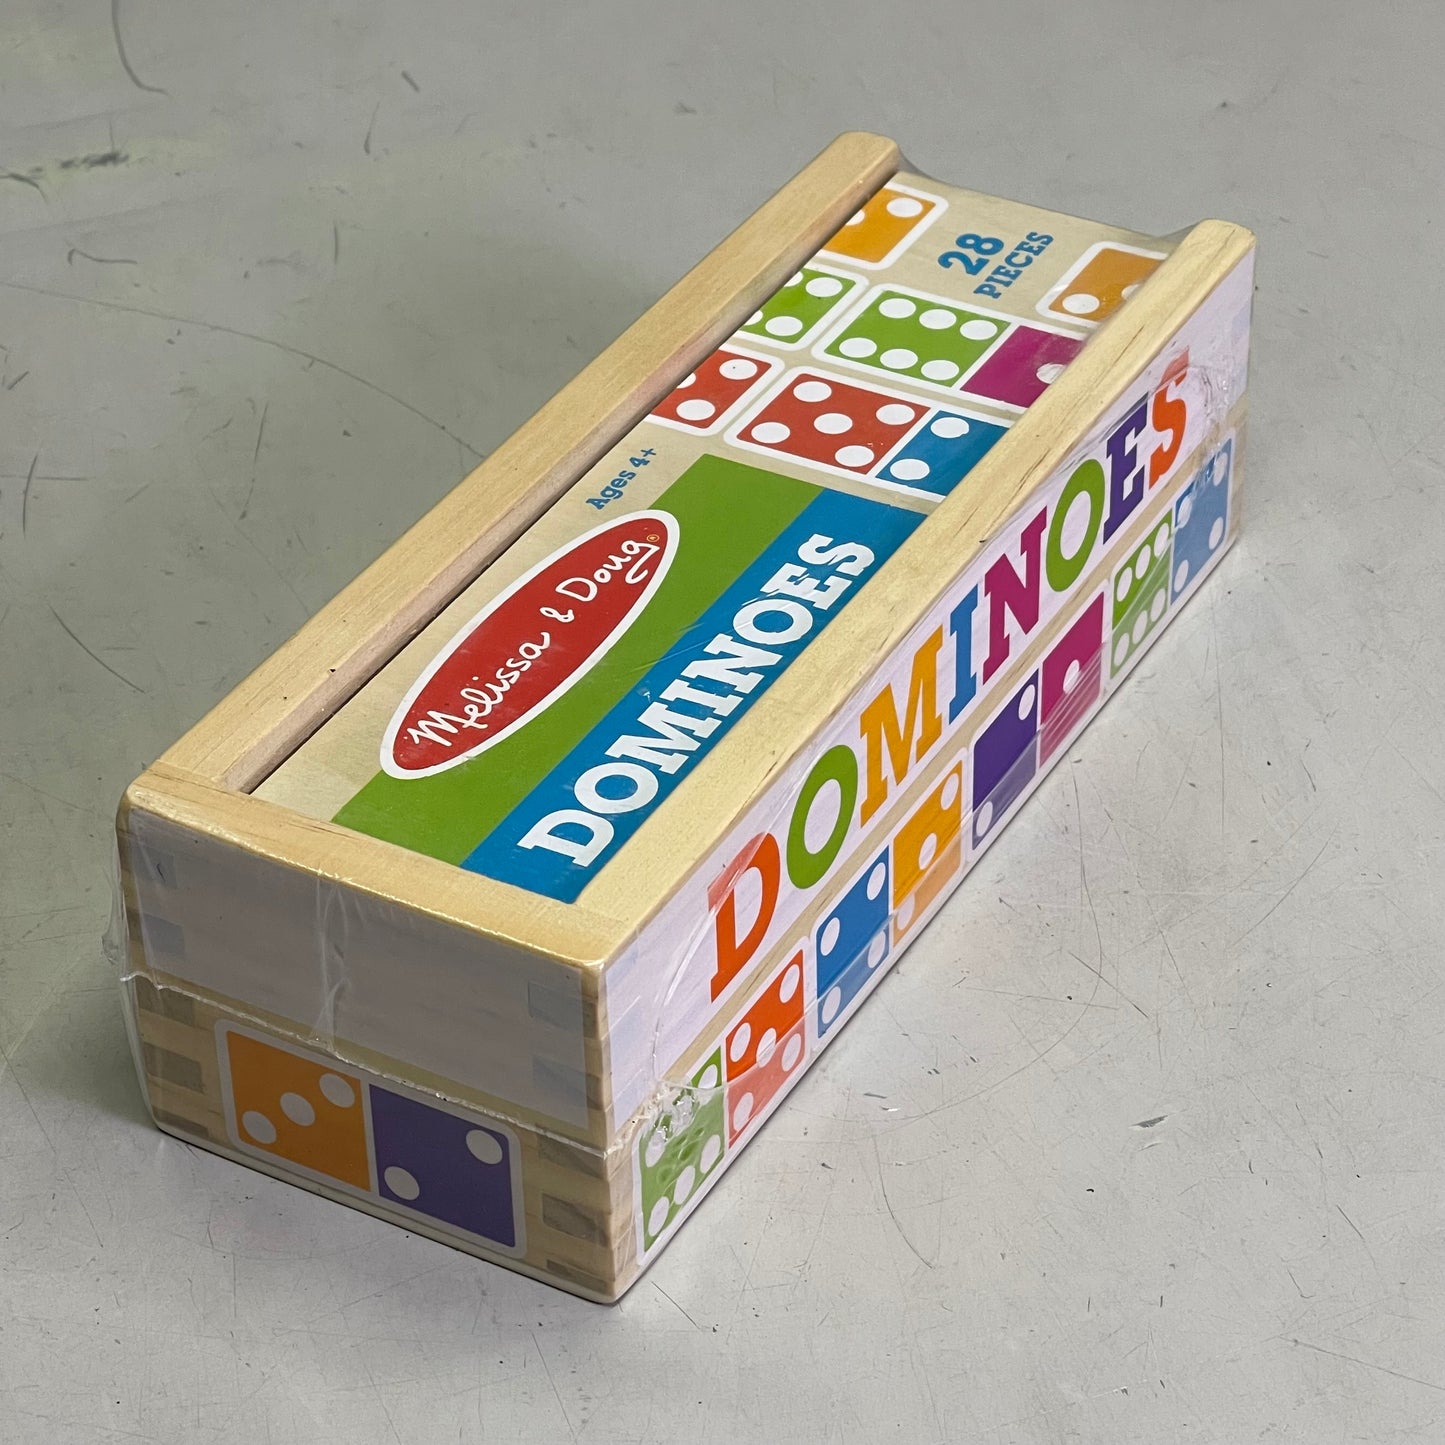 28
PIECES
Ages 4+
Melissa & Doug®
DOMINOES
DOMINOES